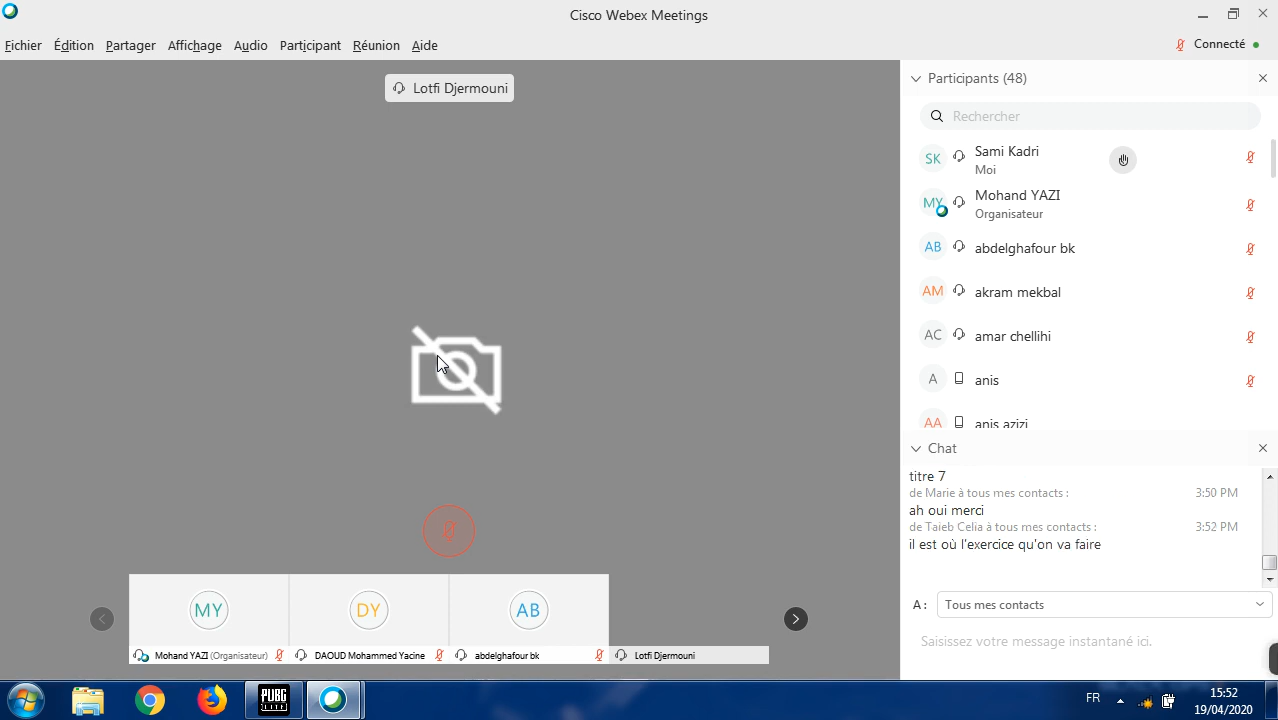 Cisco Webex Meetings
Fichier Édition Partager Affichage Audio Participant Réunion Aide
Connecté
Lotfi Djermouni
Participants (48)
Rechercher
SK Sami Kadri
Moi
MY Mohand YAZI
Organisateur
AB abdelghafour bk
AM akram mekbal
AC amar chellihi
A anis
AA anis azizi
Chat
titre 7
de Marie à tous mes contacts : 3:50 PM
ah oui merci
de Taieb Celia à tous mes contacts : 3:52 PM
il est où l'exercice qu'on va faire
A : Tous mes contacts
Saisissez votre message instantané ici.
MY DY AB
Mohand YAZI (Organisateur) DAOUD Mohammed Yacine abdelghafour bk Lotfi Djermouni
PUBG
LITE
FR
15:52
19/04/2020